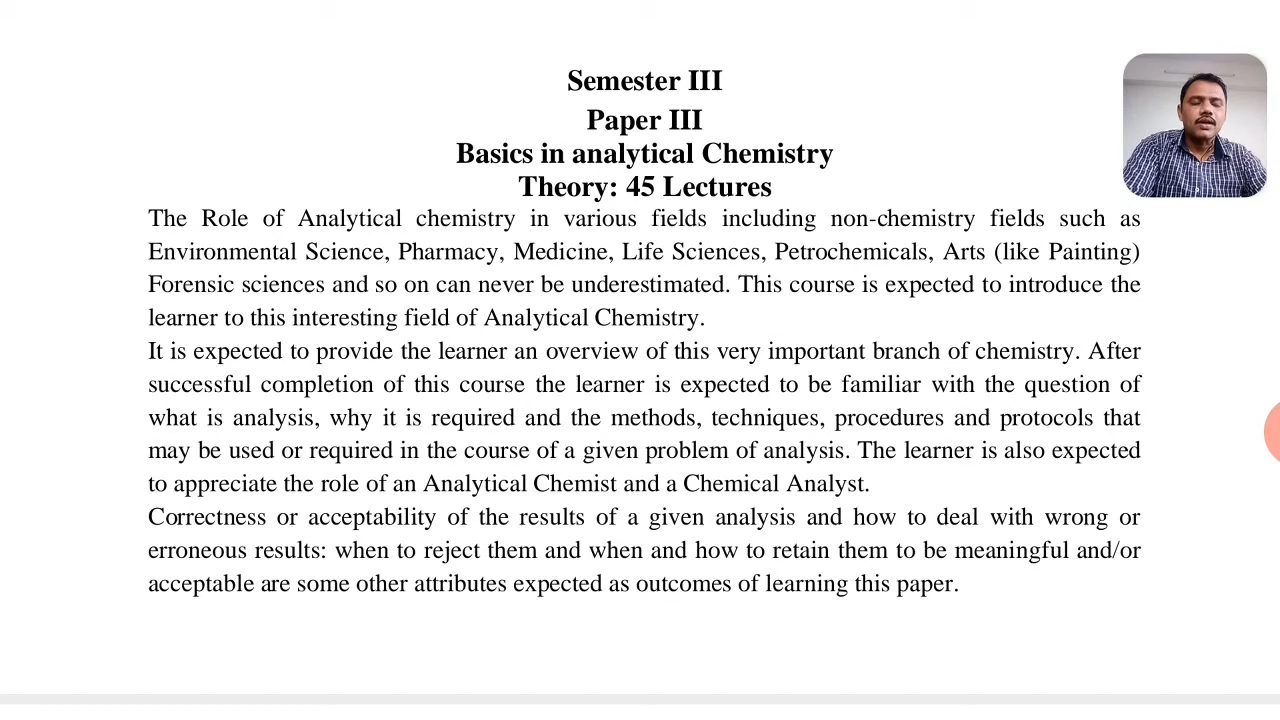 Semester III
Paper III
Basics in analytical Chemistry
Theory: 45 Lectures
The Role of Analytical chemistry in various fields including non-chemistry fields such as
Environmental Science, Pharmacy, Medicine, Life Sciences, Petrochemicals, Arts (like Painting)
Forensic sciences and so on can never be underestimated. This course is expected to introduce the
learner to this interesting field of Analytical Chemistry.
It is expected to provide the learner an overview of this very important branch of chemistry. After
successful completion of this course the learner is expected to be familiar with the question of
what is analysis, why it is required and the methods, techniques, procedures and protocols that
may be used or required in the course of a given problem of analysis. The learner is also expected
to appreciate the role of an Analytical Chemist and a Chemical Analyst.
Correctness or acceptability of the results of a given analysis and how to deal with wrong or
erroneous results: when to reject them and when and how to retain them to be meaningful and/or
acceptable are some other attributes expected as outcomes of learning this paper.